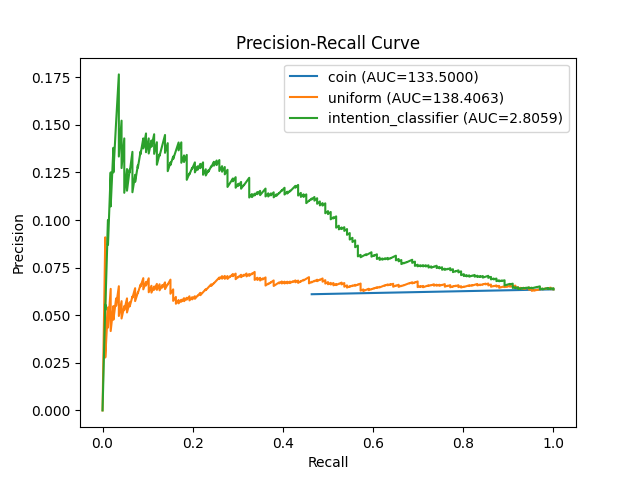 Precision-Recall Curve
coin (AUC=133.5000)
uniform (AUC=138.4063)
intention_classifier (AUC=2.8059)
0.175
0.150
0.125
0.100
0.075
0.050
0.025
0.000
Precision
0.0 0.2 0.4 0.6 0.8 1.0
Recall